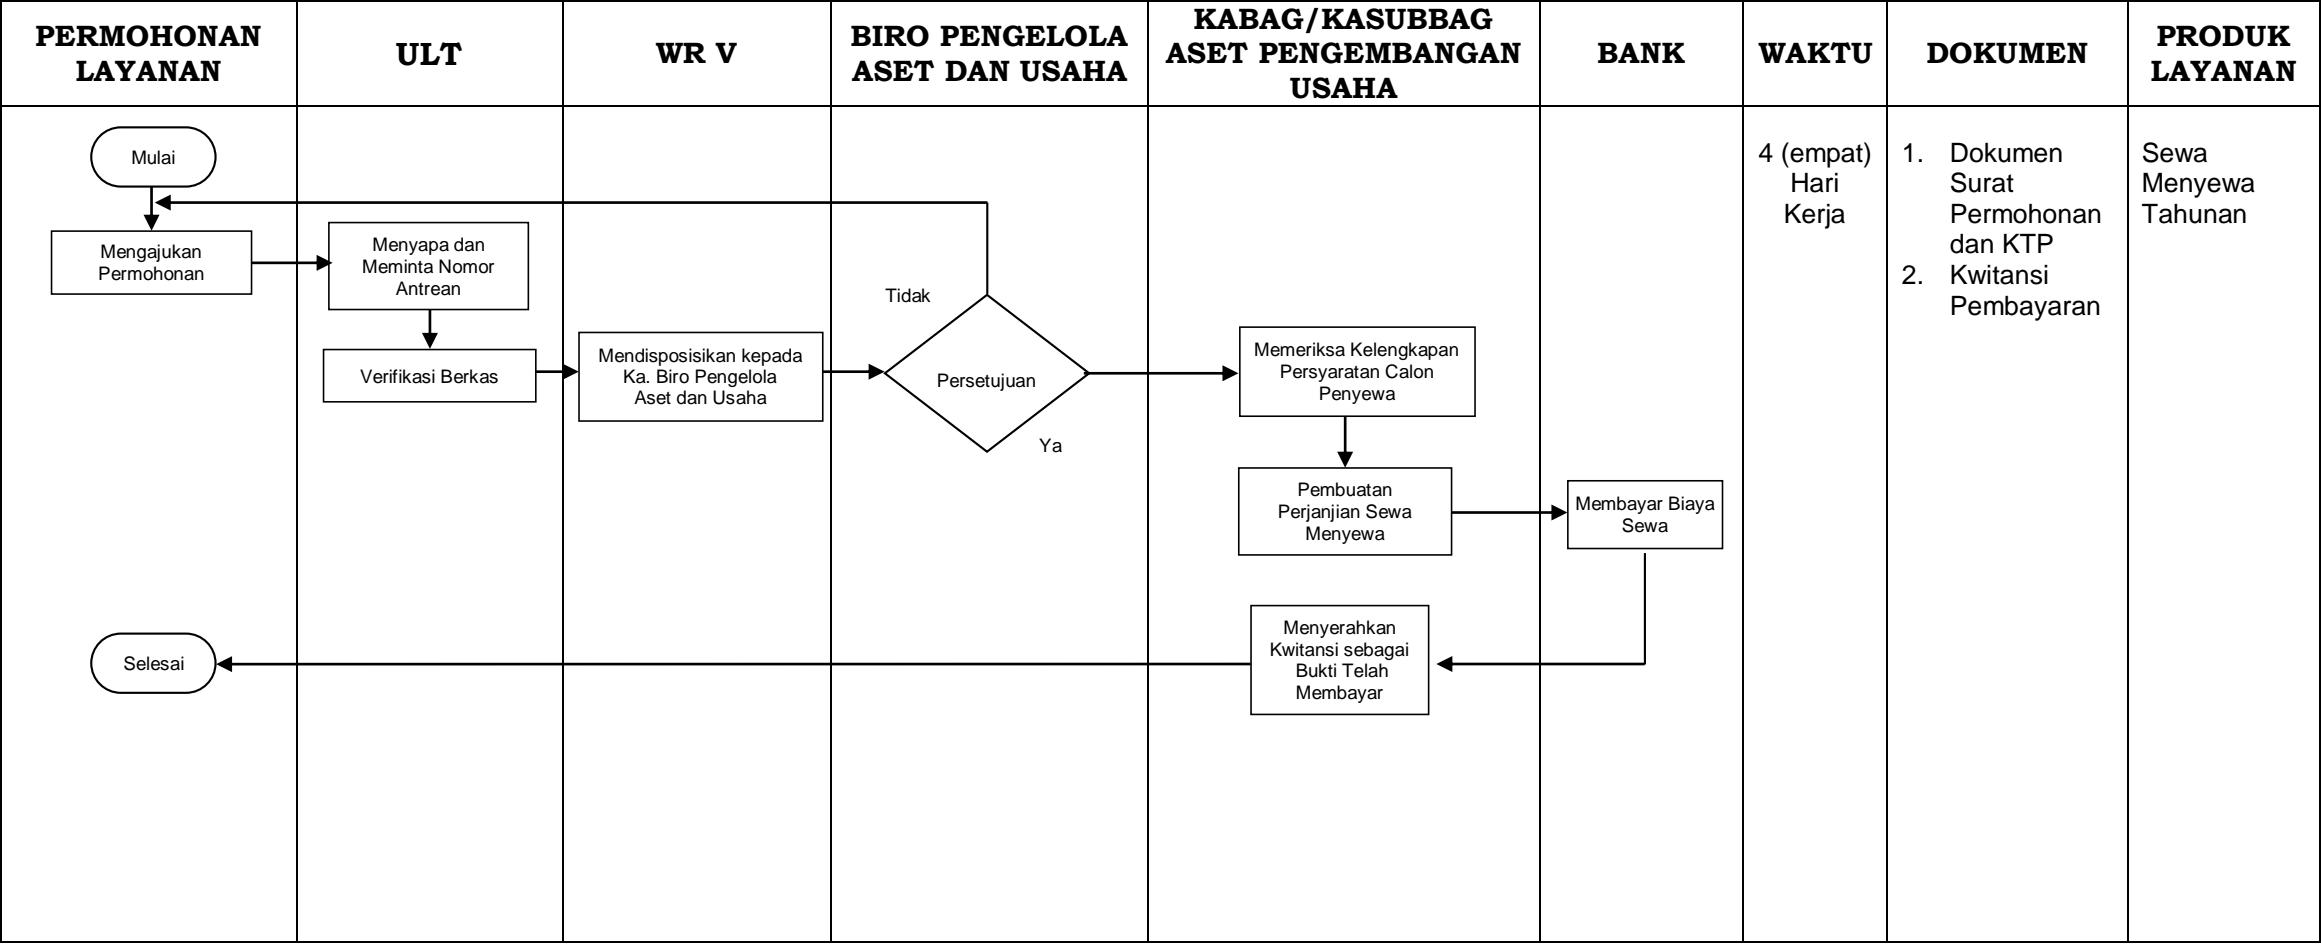 PERMOHONAN
LAYANAN
ULT
WR V
BIRO PENGELOLA
ASET DAN USAHA
KABAG/KASUBBAG
ASET PENGEMBANGAN
USAHA
BANK
WAKTU
DOKUMEN
PRODUK
LAYANAN
Mulai
Mengajukan
Permohonan
Menyapa dan
Meminta Nomor
Antrean
Verifikasi Berkas
Mendisposisikan kepada
Ka. Biro Pengelola
Aset dan Usaha
Tidak
Persetujuan
Ya
Memeriksa Kelengkapan
Persyaratan Calon
Penyewa
Pembuatan
Perjanjian Sewa
Menyewa
Membayar Biaya
Sewa
Menyerahkan
Kwitansi sebagai
Bukti Telah
Membayar
Selesai
4 (empat)
Hari
Kerja
1. Dokumen
Surat
Permohonan
dan KTP
2. Kwitansi
Pembayaran
Sewa
Menyewa
Tahunan